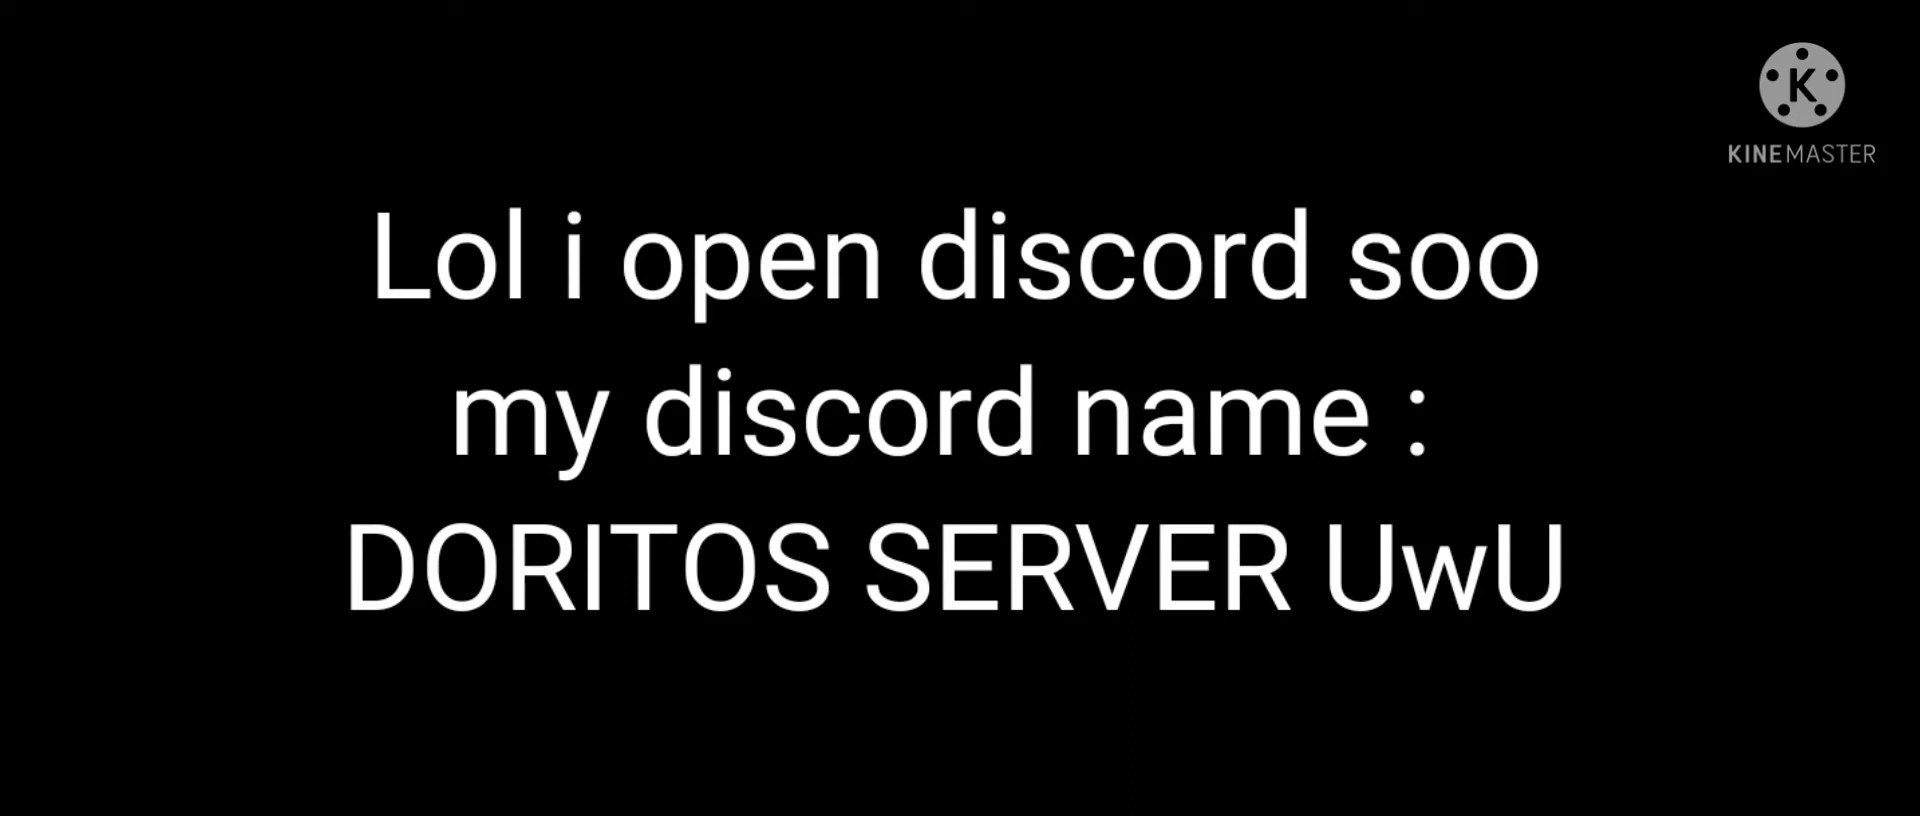 K
KINEMASTER
Lol i open discord soo
my discord name :
DORITOS SERVER UwU